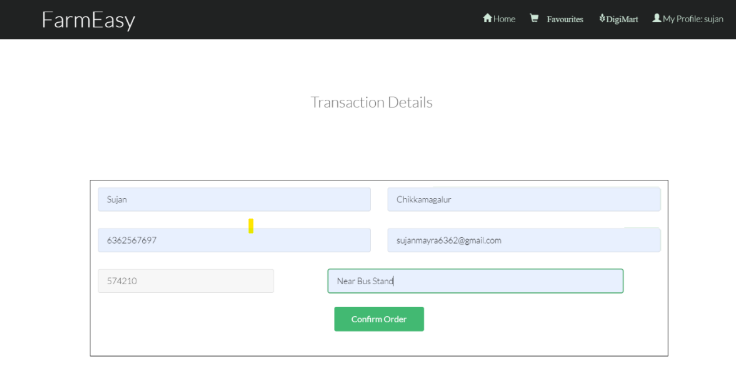 FarmEasy
Home Favourites DigiMart My Profile: sujan
Transaction Details
Sujan Chikkamagalur
6362567697 sujanmayra6362@gmail.com
574210 Near Bus Stand
Confirm Order